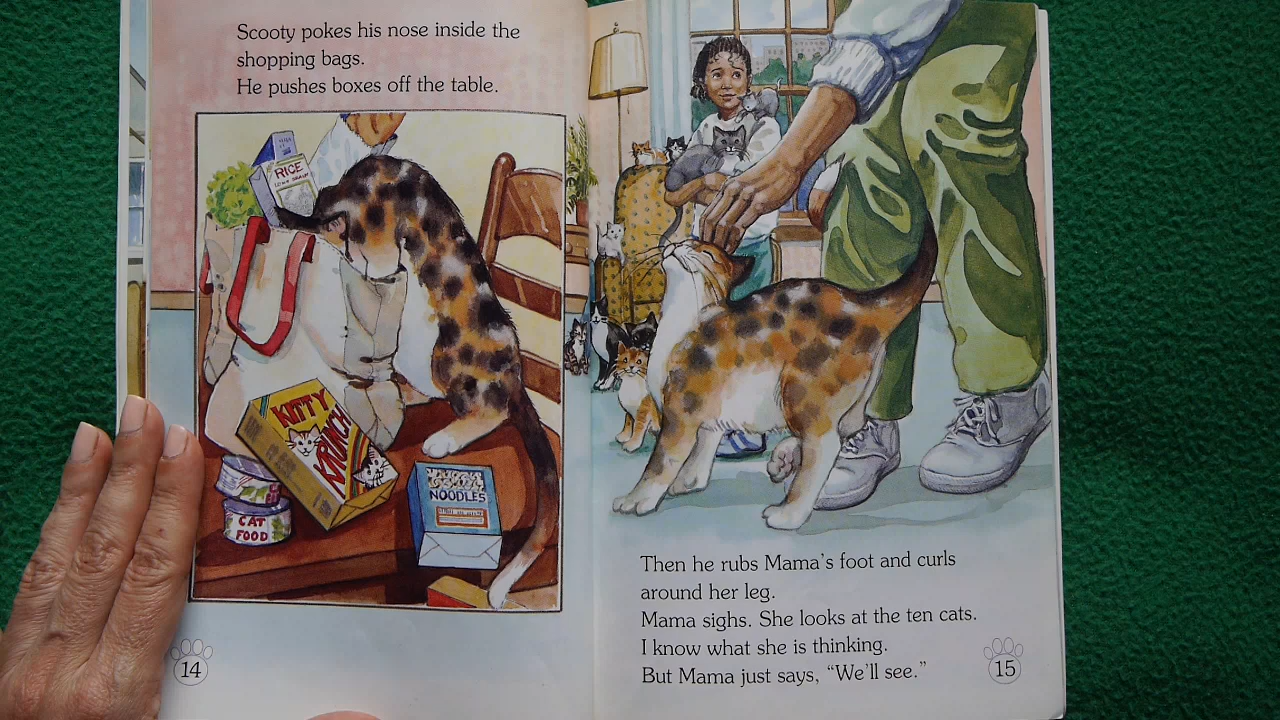 Scooty pokes his nose inside the
shopping bags.
He pushes boxes off the table.
RICE
KITTY
KRUNCH
NOODLES
CAT
FOOD
14
Then he rubs Mama's foot and curls
around her leg.
Mama sighs. She looks at the ten cats.
I know what she is thinking.
But Mama just says, “We'll see.”
15